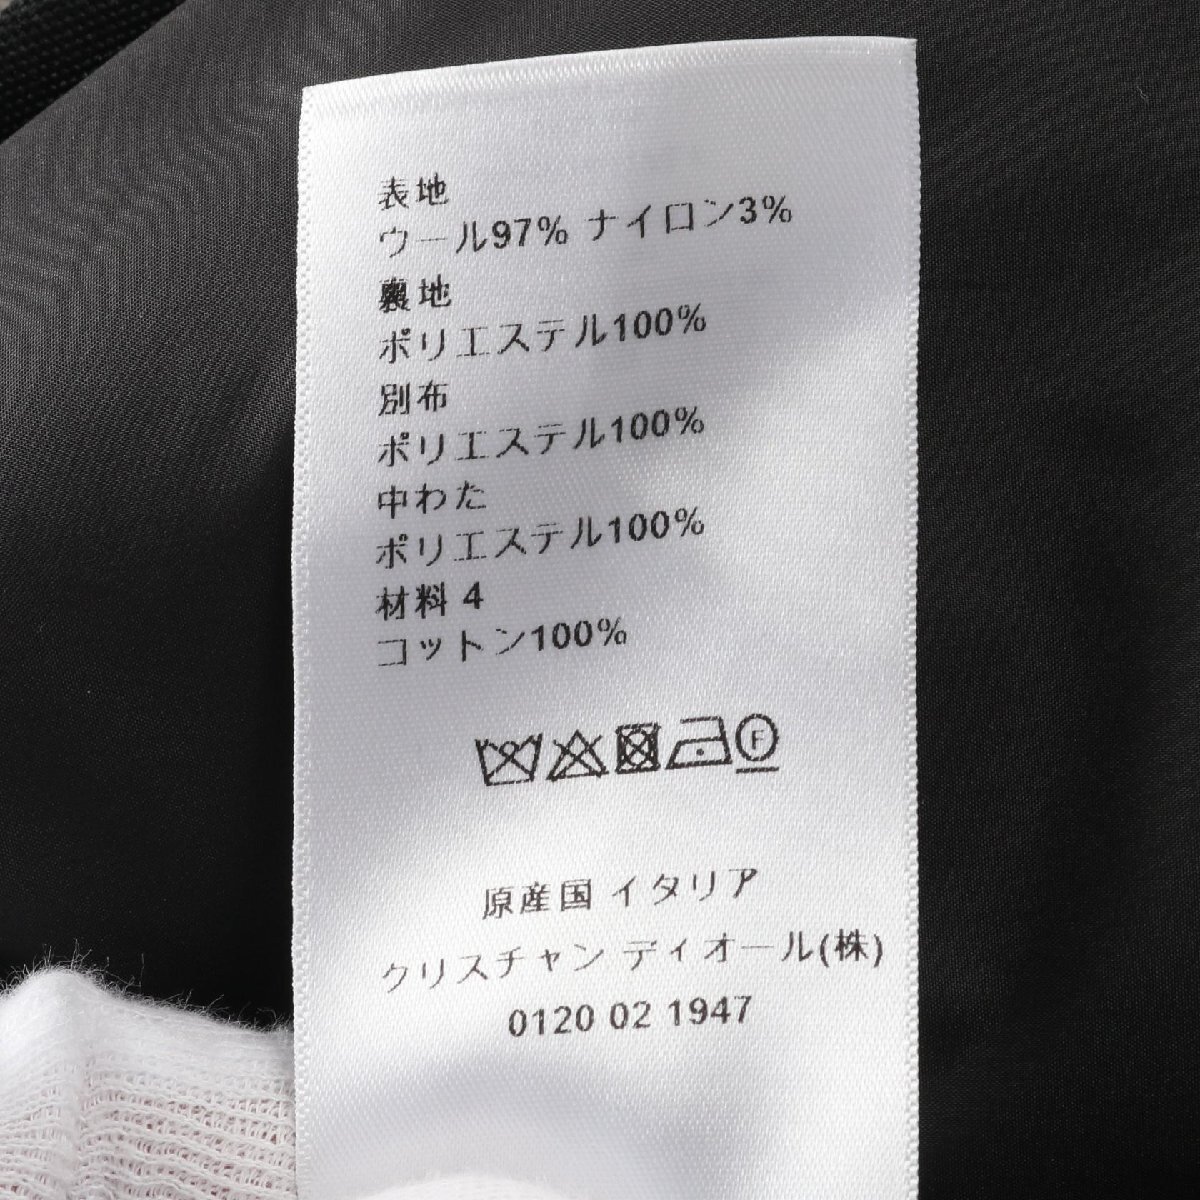 表地
ウール97% ナイロン3%
裏地
ポリエステル100%
別布
ポリエステル100%
中わた
ポリエステル100%
材料 4
コットン100%
F
原産国 イタリア
クリスチャン ディオール(株)
0120 02 1947